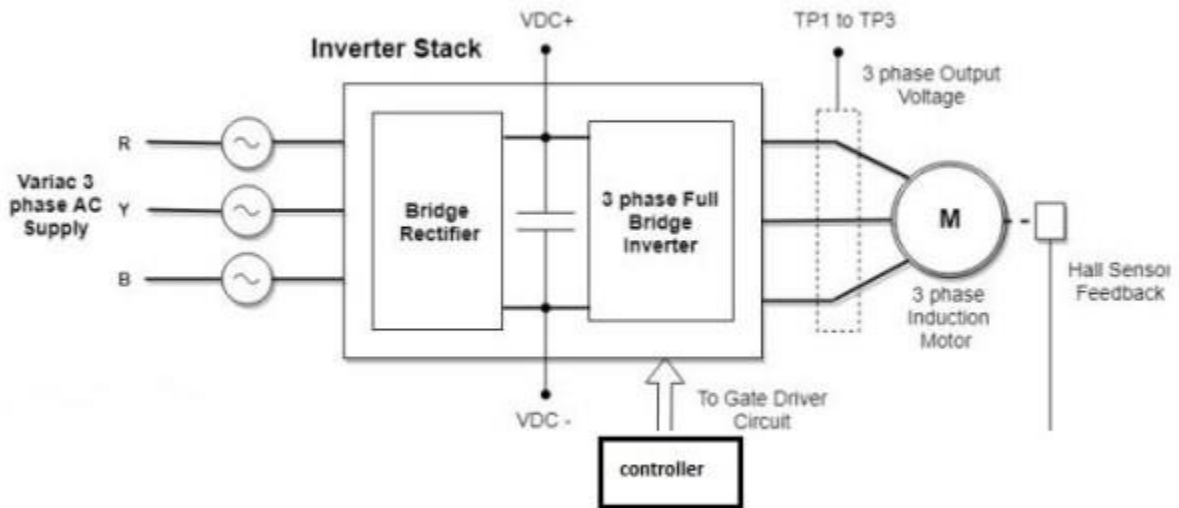 VDC+
TP1 to TP3
Inverter Stack
3 phase Output
Voltage
R
Variac 3
phase AC
Supply
Y
B
Bridge
Rectifier
3 phase Full
Bridge
Inverter
M
Hall Sensor
Feedback
3 phase
Induction
Motor
To Gate Driver
Circuit
VDC -
controller